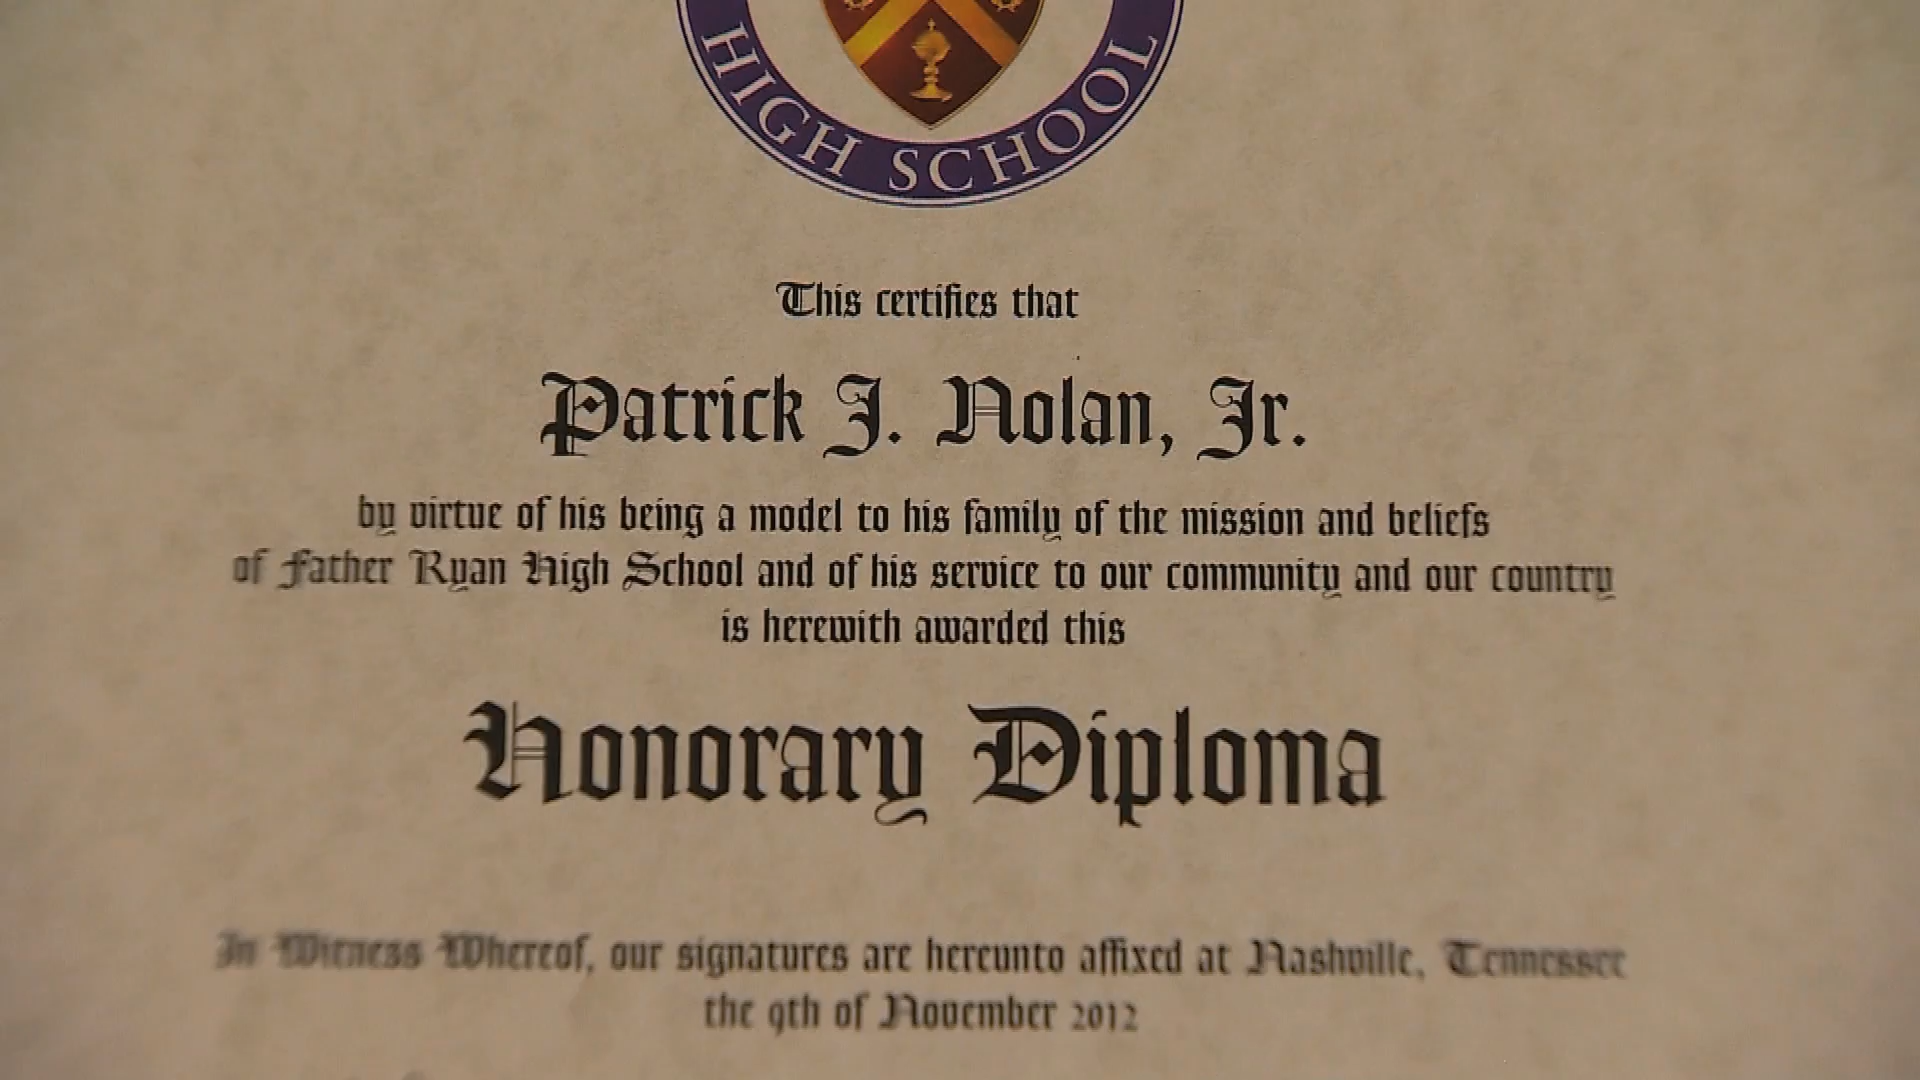 HIGH SCHOOL
This certifies that
Patrick J. Nolan, Jr.
by virtue of his being a model to his family of the mission and beliefs
of Father Ryan High School and of his service to our community and our country
is herewith awarded this
Honorary Diploma
In Witness Whereof, our signatures are hereunto affixed at Nashville, Tennessee
the 9th of November 2012